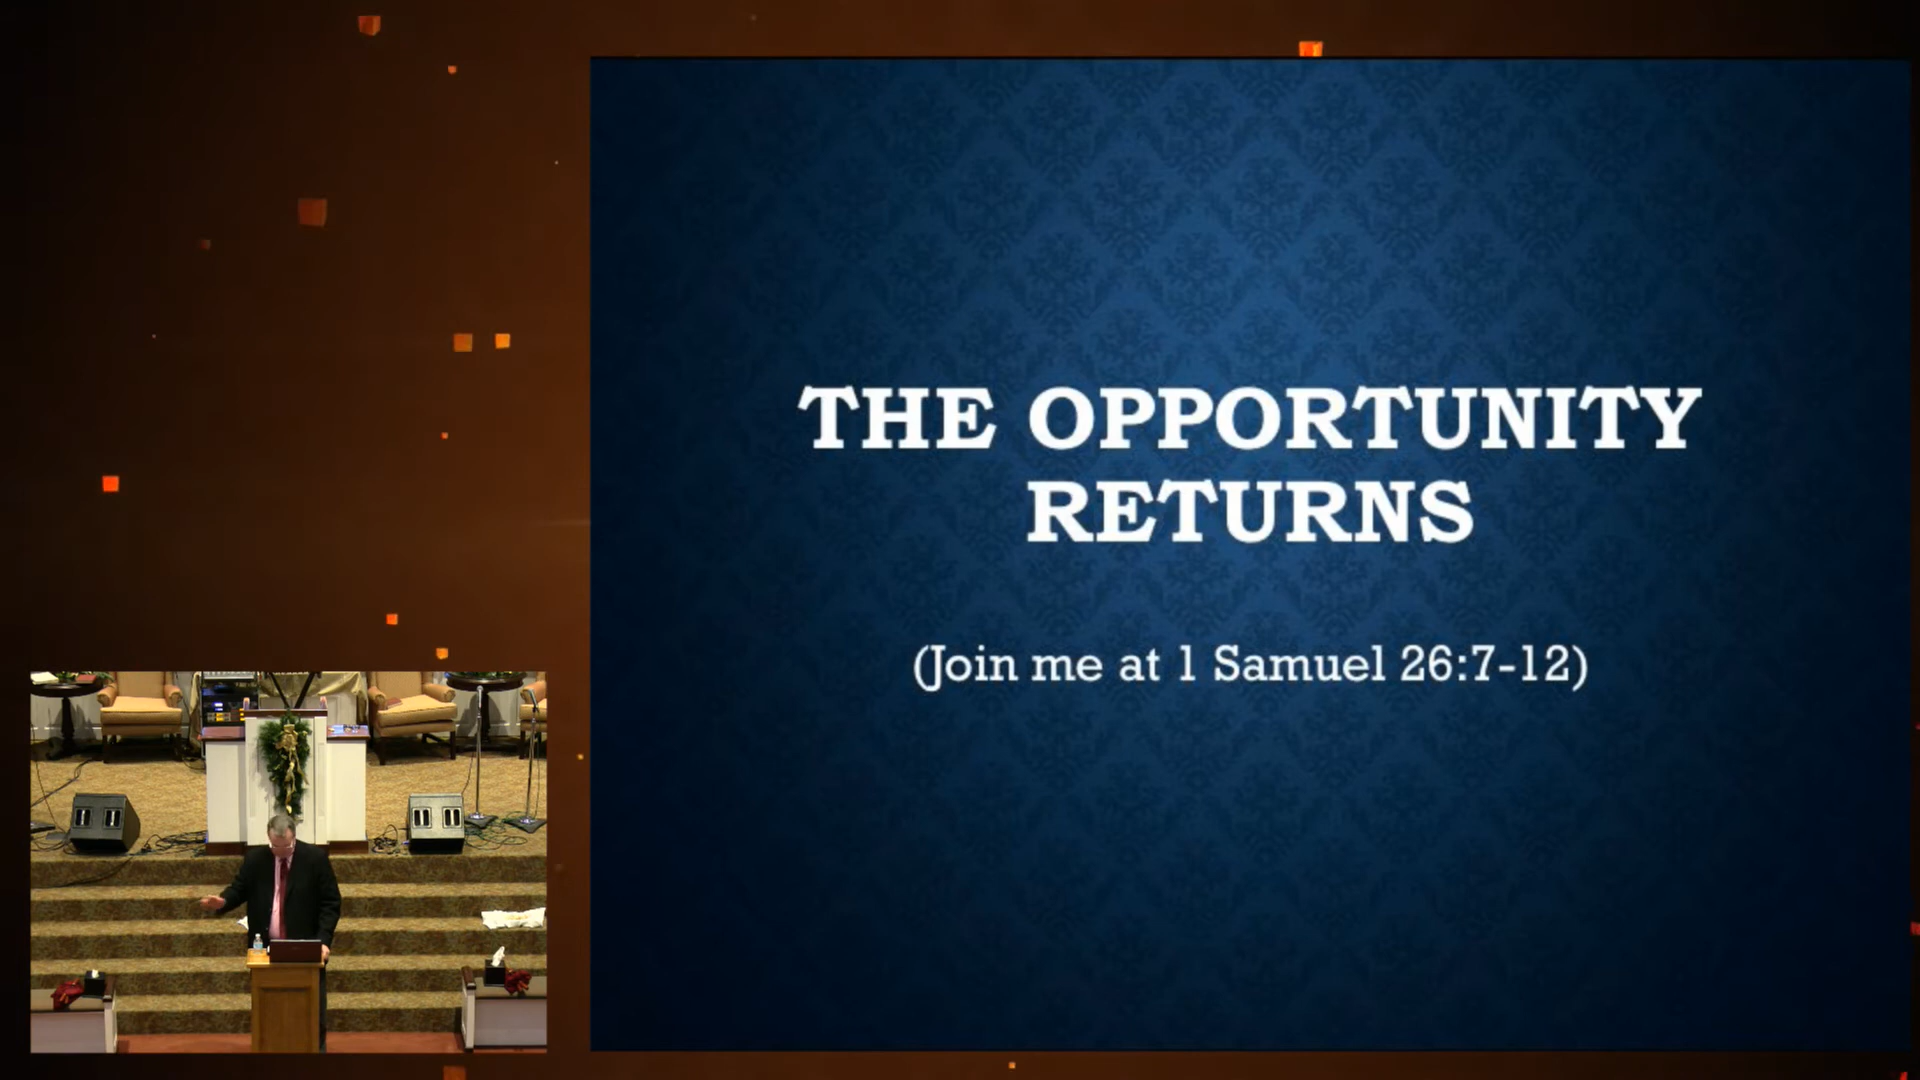 THE OPPORTUNITY
RETURNS
(Join me at 1 Samuel 26:7-12)